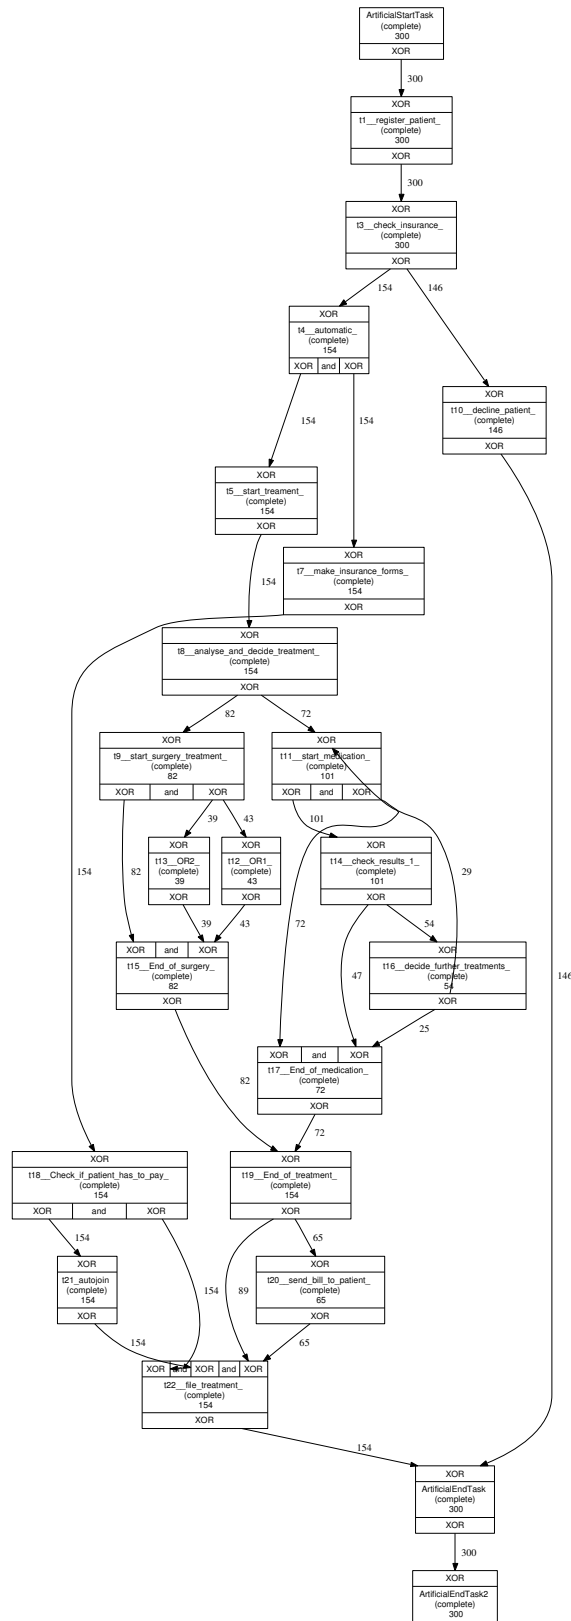 ArtificialStartTask
(complete)
300
XOR
300
XOR
t1__register_patient_
(complete)
300
XOR
300
XOR
t3__check_insurance_
(complete)
300
XOR
154
146
XOR
t4__automatic_
(complete)
154
XOR and XOR
XOR
t10__decline_patient_
(complete)
146
XOR
154
154
XOR
t5__start_treament_
(complete)
154
XOR
XOR
t7__make_insurance_forms_
(complete)
154
XOR
154
XOR
t8__analyse_and_decide_treatment_
(complete)
154
XOR
82
72
XOR
t9__start_surgery_treatment_
(complete)
82
XOR and XOR
XOR
t11__start_medication_
(complete)
101
XOR and XOR
39
43
101
XOR
t13__OR2_
(complete)
39
XOR
XOR
t12__OR1_
(complete)
43
XOR
XOR
t14__check_results_1_
(complete)
101
XOR
154
82
29
39
43
72
54
XOR and XOR
t15__End_of_surgery_
(complete)
82
XOR
XOR
t16__decide_further_treatments_
(complete)
54
XOR
47
146
25
XOR and XOR
t17__End_of_medication_
(complete)
72
XOR
82
72
XOR
t18__Check_if_patient_has_to_pay_
(complete)
154
XOR and XOR
XOR
t19__End_of_treatment_
(complete)
154
XOR
154
65
XOR
t21_autojoin
(complete)
154
XOR
154
89
XOR
t20__send_bill_to_patient_
(complete)
65
XOR
154
65
XOR and XOR and XOR
t22__file_treatment_
(complete)
154
XOR
154
XOR
ArtificialEndTask
(complete)
300
XOR
300
XOR
ArtificialEndTask2
(complete)
300